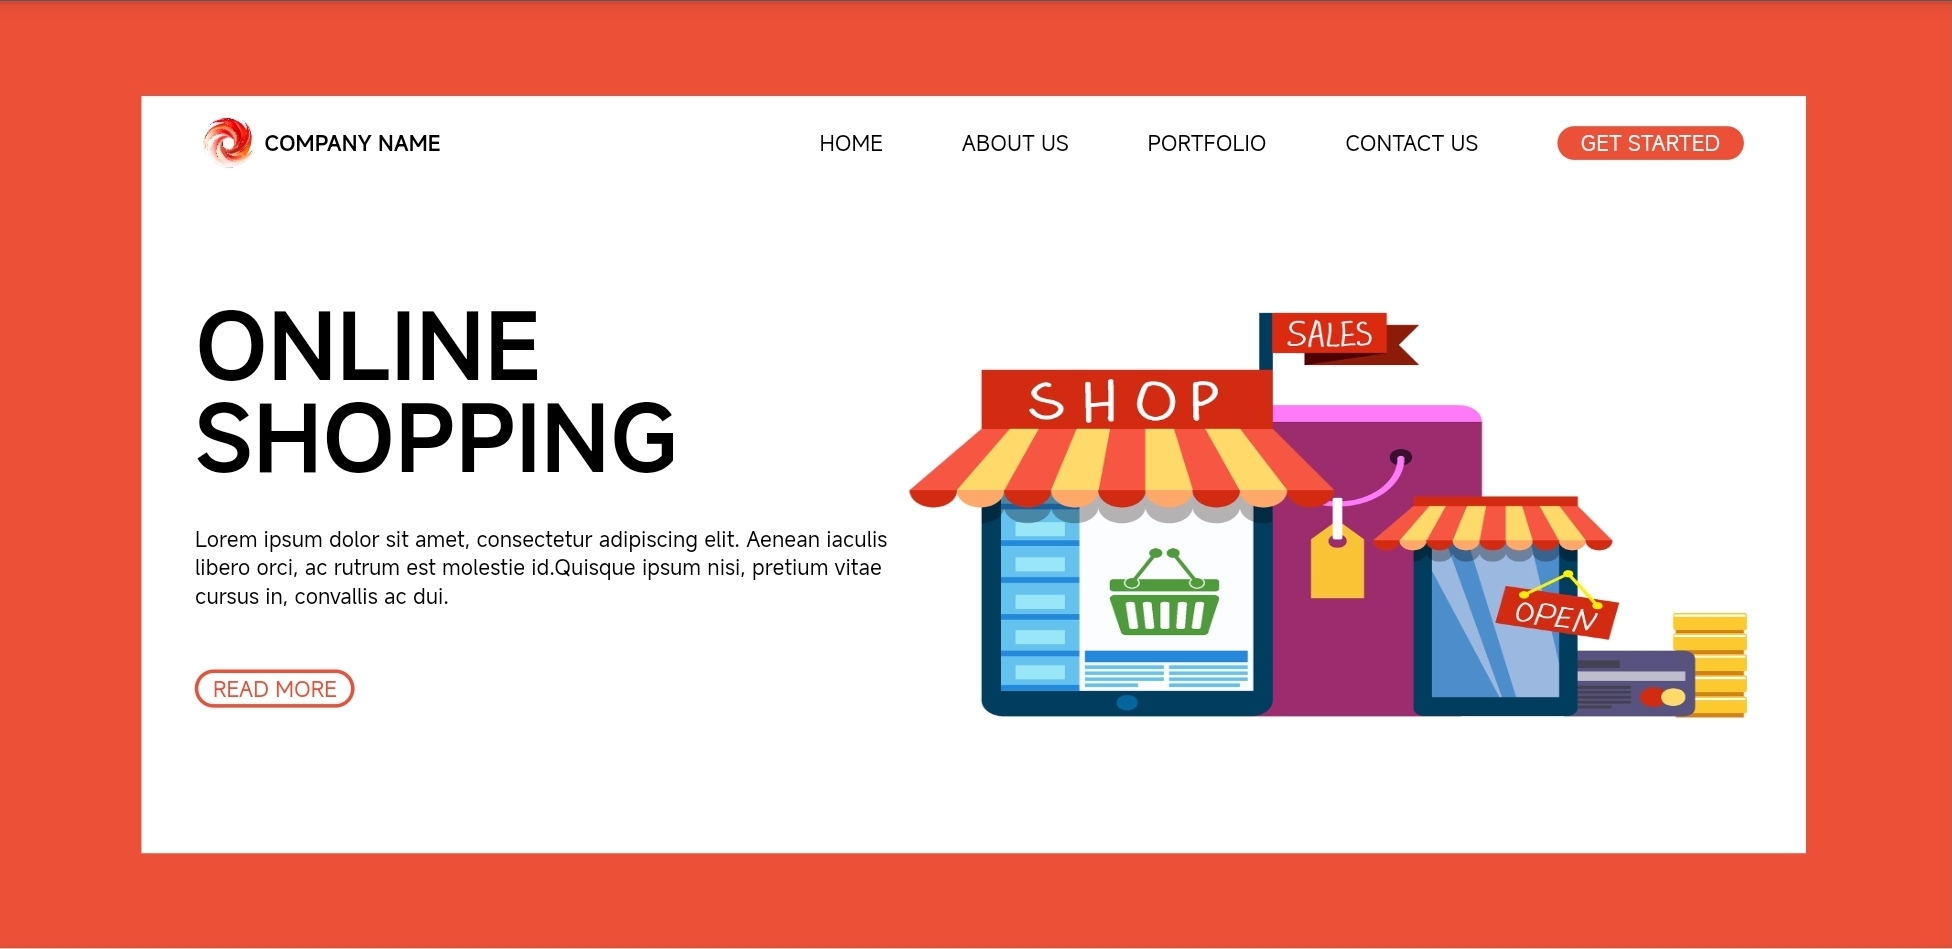 COMPANY NAME
HOME
ABOUT US
PORTFOLIO
CONTACT US
GET STARTED
ONLINE
SHOPPING
Lorem ipsum dolor sit amet, consectetur adipiscing elit. Aenean iaculis
libero orci, ac rutrum est molestie id.Quisque ipsum nisi, pretium vitae
cursus in, convallis ac dui.
READ MORE
SALES
SHOP
OPEN